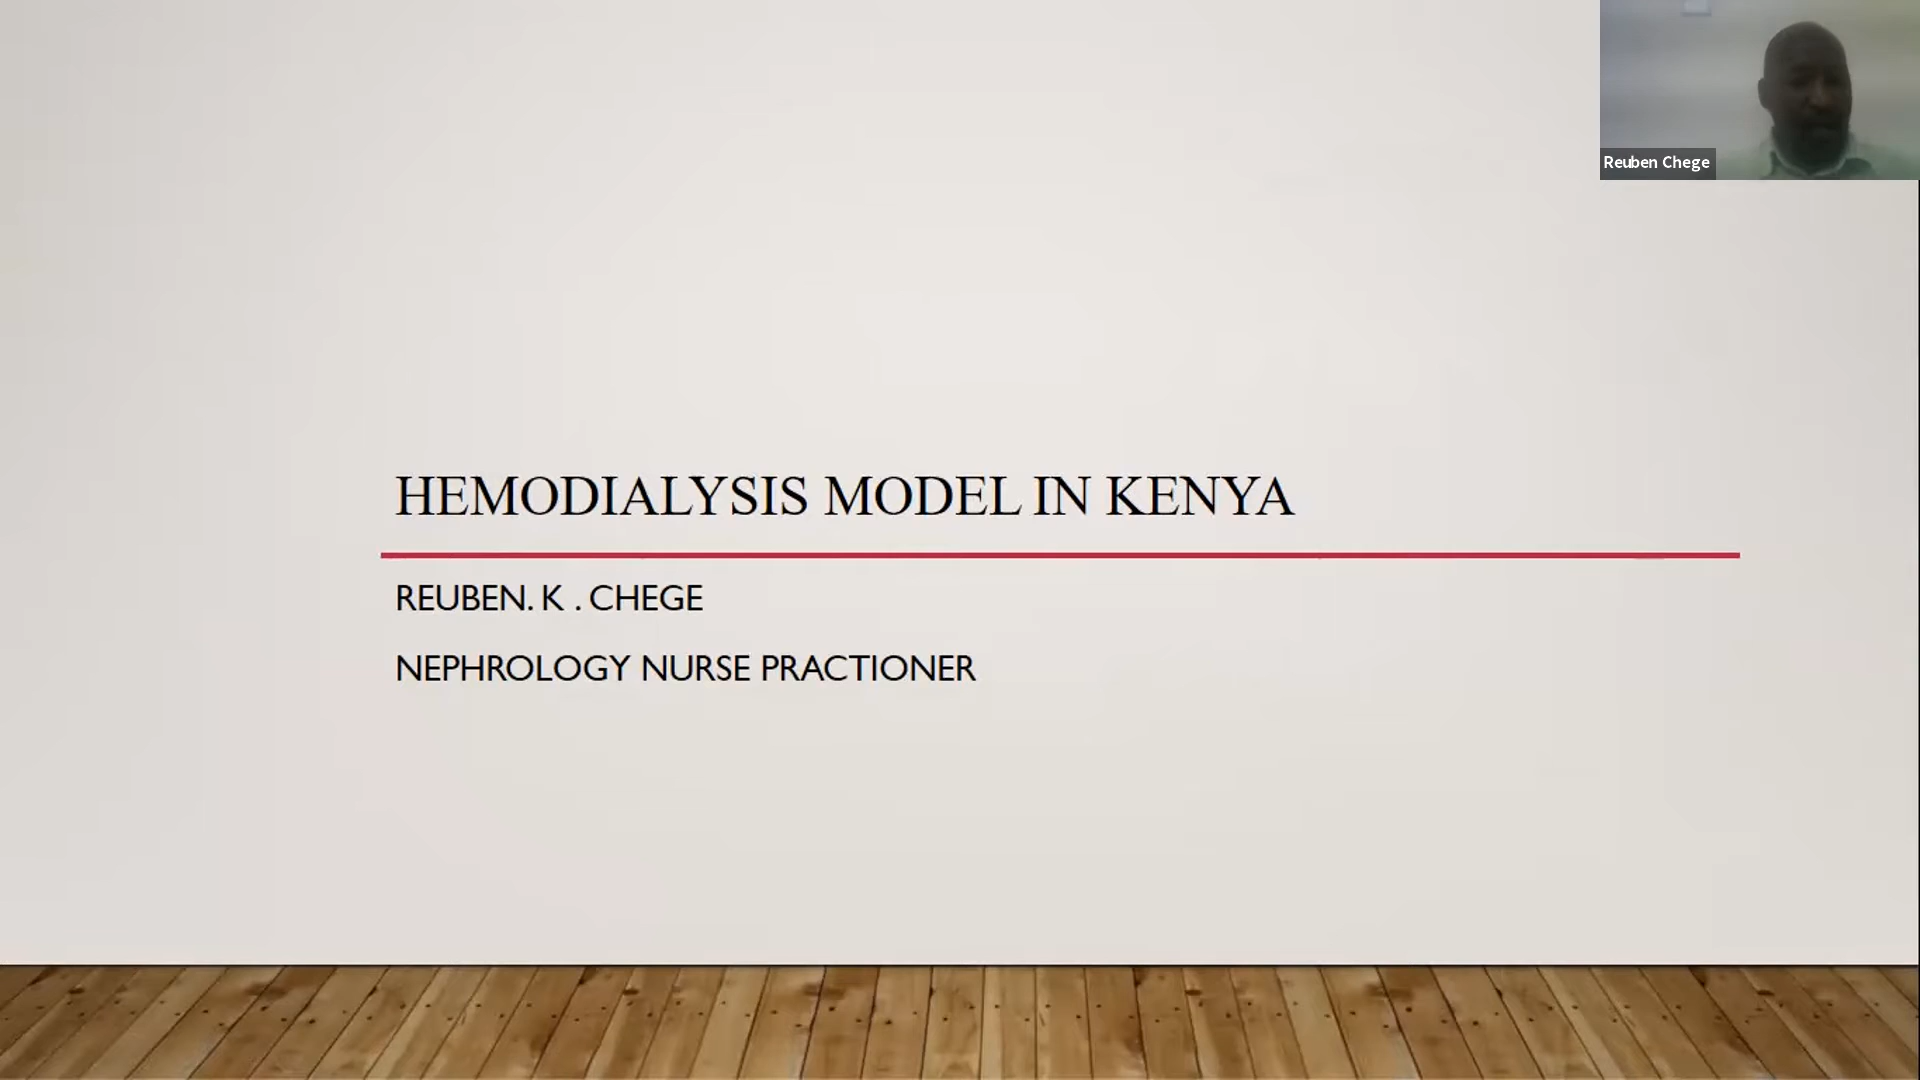 Reuben Chege
HEMODIALYSIS MODEL IN KENYA
REUBEN. K . CHEGE
NEPHROLOGY NURSE PRACTIONER